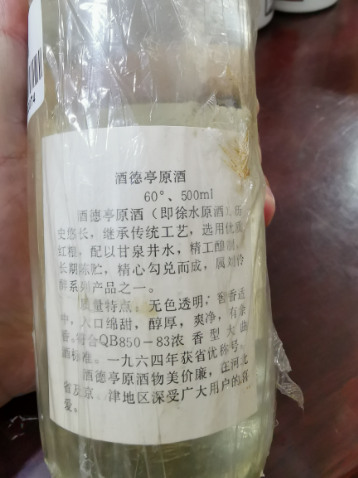 酒德亭原酒
60°、500ml
酒德亭原酒(即徐水原酒),历
史悠长,继承传统工艺,选用优质
红粮,配以甘泉井水,精工酿制,
长期陈贮,精心勾兑而成,属刘伶
醉系列产品之一。
质量特点:无色透明,窖香适
中,入口绵甜,醇厚,爽净,有余
香。符合QB850-83浓香型大曲
酒标准。一九六四年获省优称号。
酒德亭原酒物美价廉,在河北
省及京、津地区深受广大用户的喜
爱。